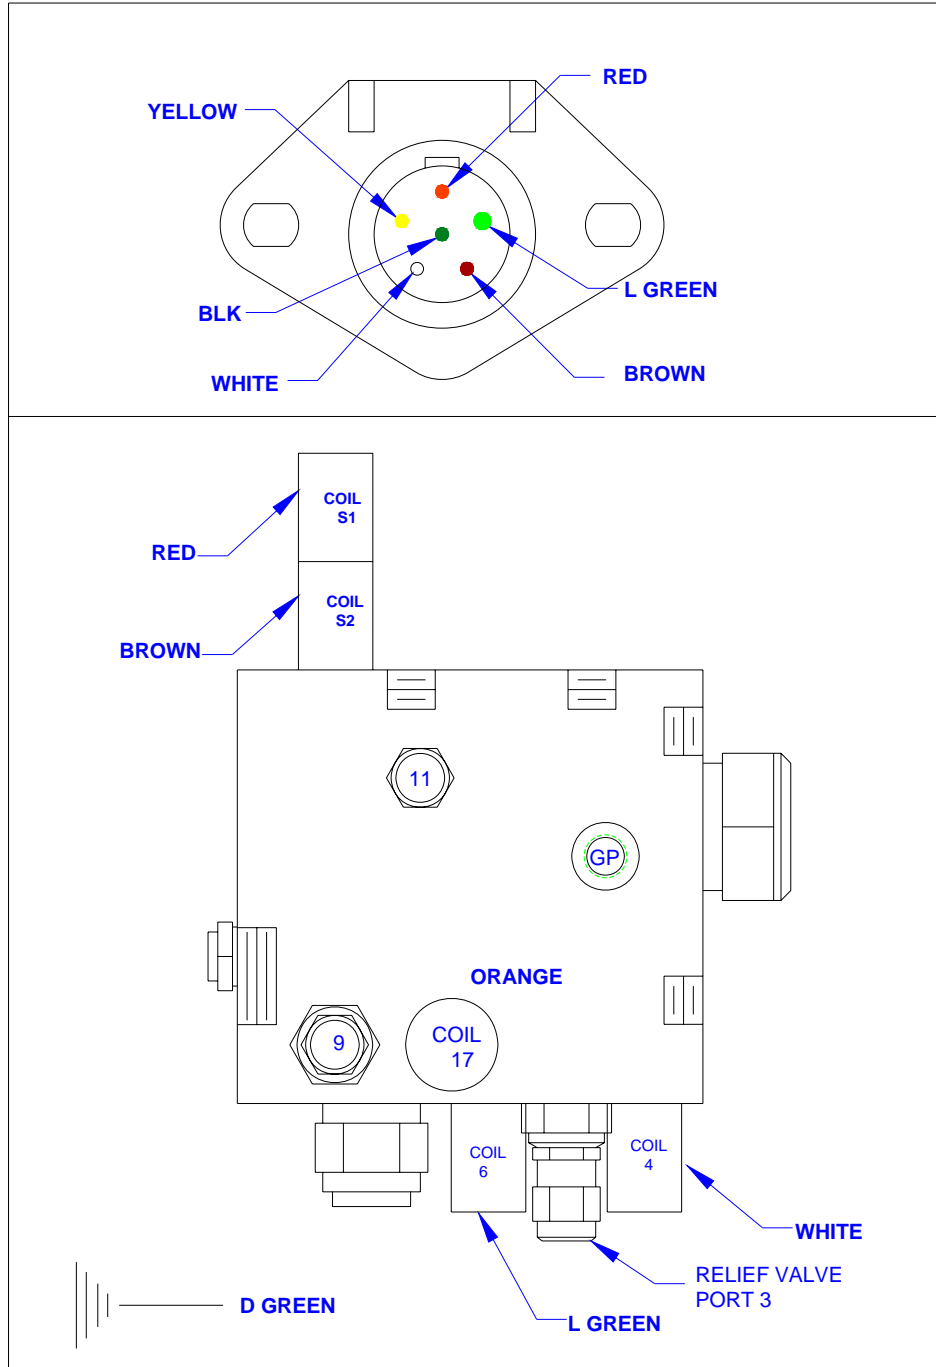 RED
YELLOW
L GREEN
BLK
BROWN
WHITE
COIL
S1
RED
COIL
S2
BROWN
11
GP
ORANGE
9
COIL
17
COIL
6
COIL
4
WHITE
RELIEF VALVE
PORT 3
D GREEN
L GREEN